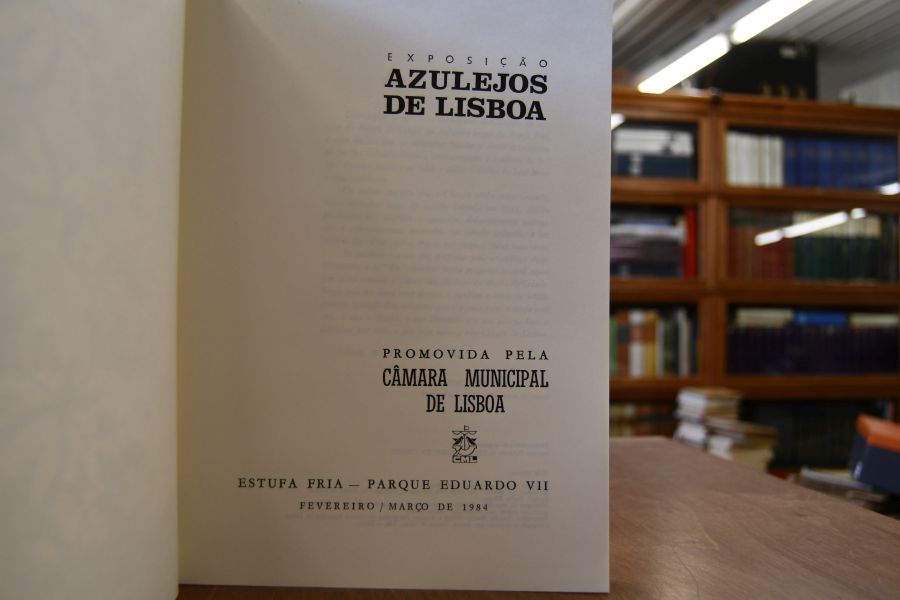 EXPOSIÇÃO
AZULEJOS
DE LISBOA
PROMOVIDA PELA
CÂMARA MUNICIPAL
DE LISBOA
CML
ESTUFA FRIA — PARQUE EDUARDO VII
FEVEREIRO / MARÇO DE 1984